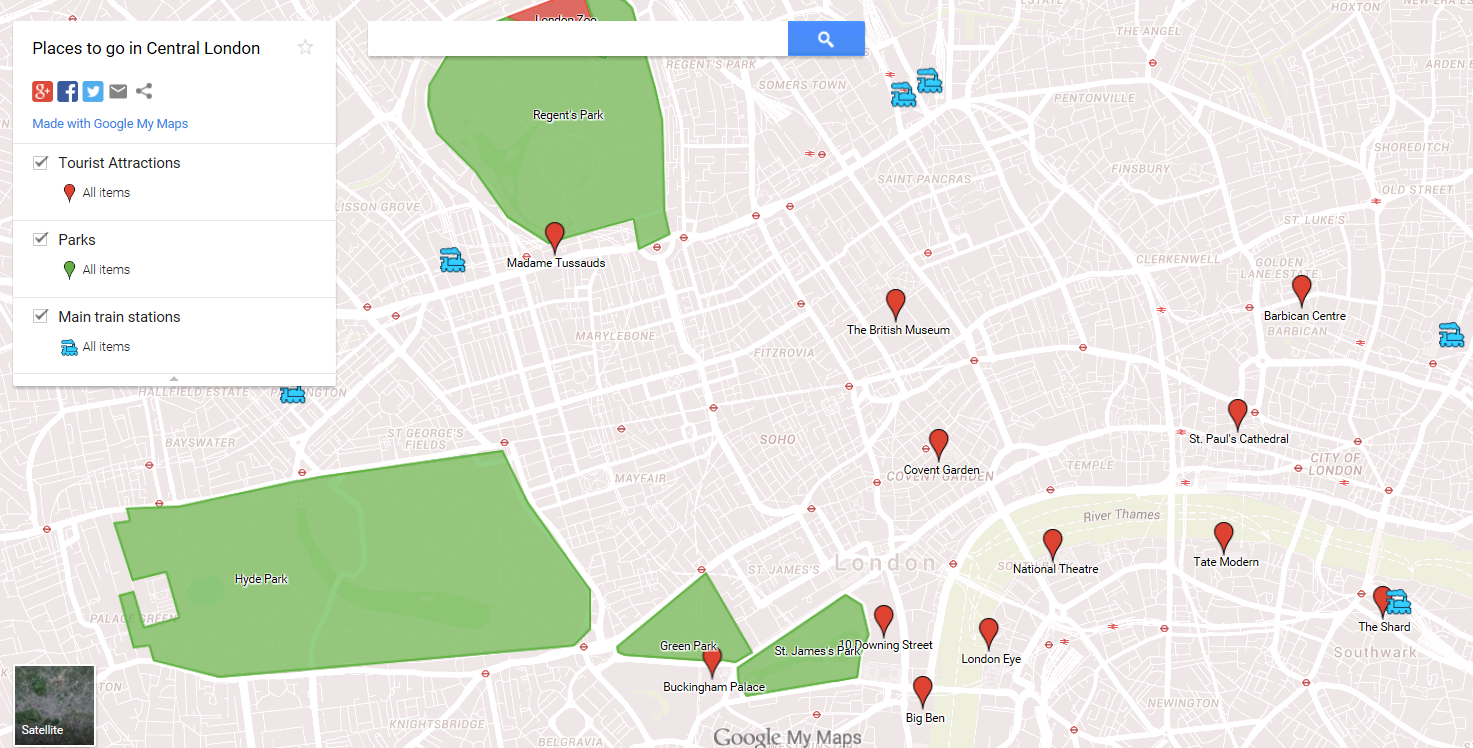 London Zoo
Places to go in Central London
Made with Google My Maps
Tourist Attractions
All items
Parks
All items
Main train stations
All items
HOXTON
THE ANGEL
REGENT'S PARK
SOMERS TOWN
PENTONVILLE
Regent's Park
SHOREDITCH
FINSBURY
SAINT PANCRAS
OLD STREET
LISSON GROVE
ST. LUKE'S
Madame Tussauds
CLERKENWELL
GOLDEN
LANE ESTATE
The British Museum
Barbican Centre
BARBICAN
MARYLEBONE
FITZROVIA
HALLFIELD ESTATE
PADDINGTON
BAYSWATER
ST GEORGE'S
FIELDS
SOHO
St. Paul's Cathedral
Covent Garden
COVENT GARDEN
TEMPLE
CITY OF
LONDON
MAYFAIR
River Thames
London
Tate Modern
National Theatre
ST. JAMES'S
Hyde Park
PALACE GREEN
The Shard
Southwark
Green Park
St. James's Park
10 Downing Street
London Eye
Buckingham Palace
Big Ben
NEWINGTON
KNIGHTSBRIDGE
BELGRAVIA
Satellite
Google My Maps